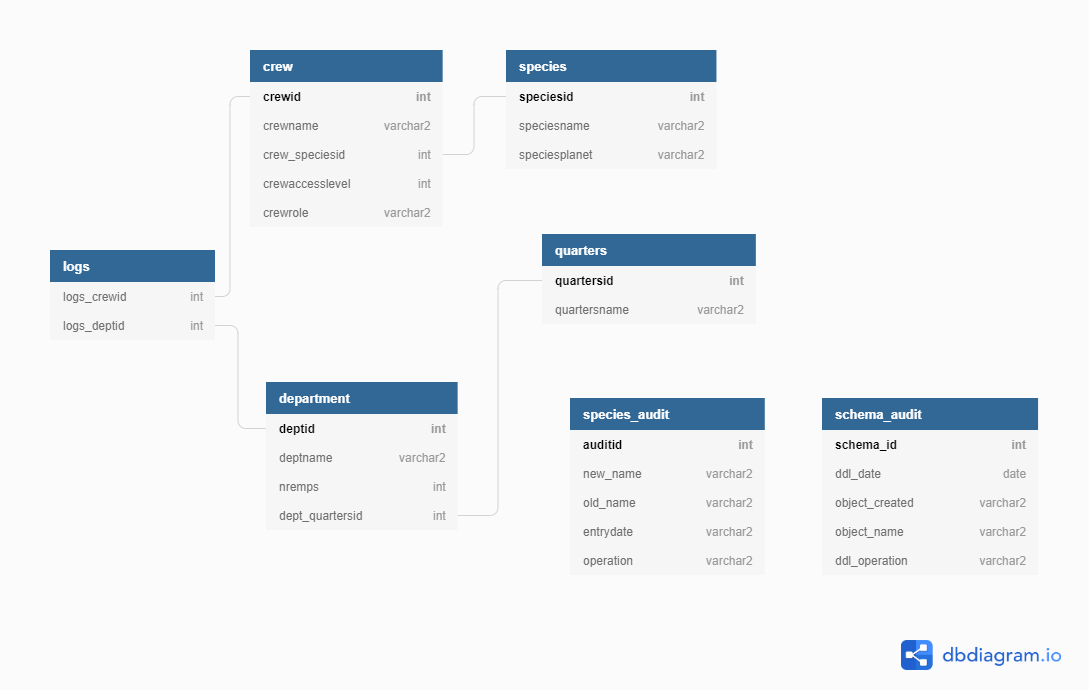 crew
crewid int
crewname varchar2
crew_speciesid int
crewaccesslevel int
crewrole varchar2
species
speciesid int
speciesname varchar2
speciesplanet varchar2
logs
logs_crewid int
logs_deptid int
quarters
quartersid int
quartersname varchar2
department
deptid int
deptname varchar2
nremps int
dept_quartersid int
species_audit
auditid int
new_name varchar2
old_name varchar2
entrydate varchar2
operation varchar2
schema_audit
schema_id int
ddl_date date
object_created varchar2
object_name varchar2
ddl_operation varchar2
dbdiagram.io